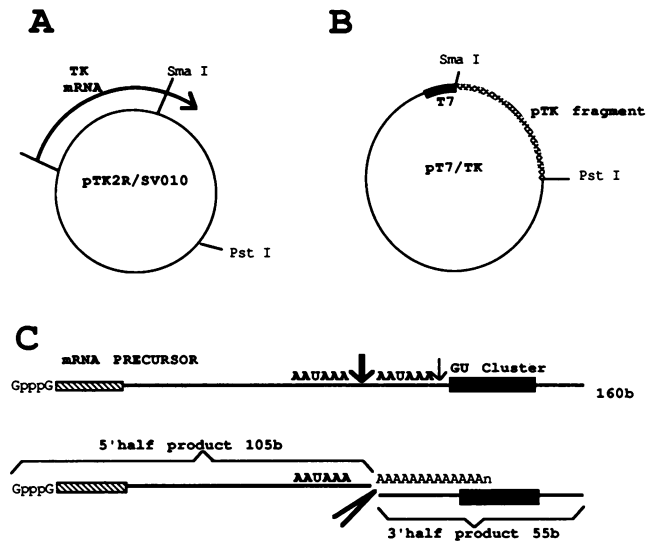 A
TK
mRNA
Sma I
pTK2R/SV010
Pst I
B
Sma I
T7
pTK fragment
pT7/TK
Pst I
C
mRNA PRECURSOR
GpppG
AAUAAA
AAUAAA
GU Cluster
160b
5'half product 105b
GpppG
AAUAAA
AAAAAAAAAAAAAn
3'half product 55b